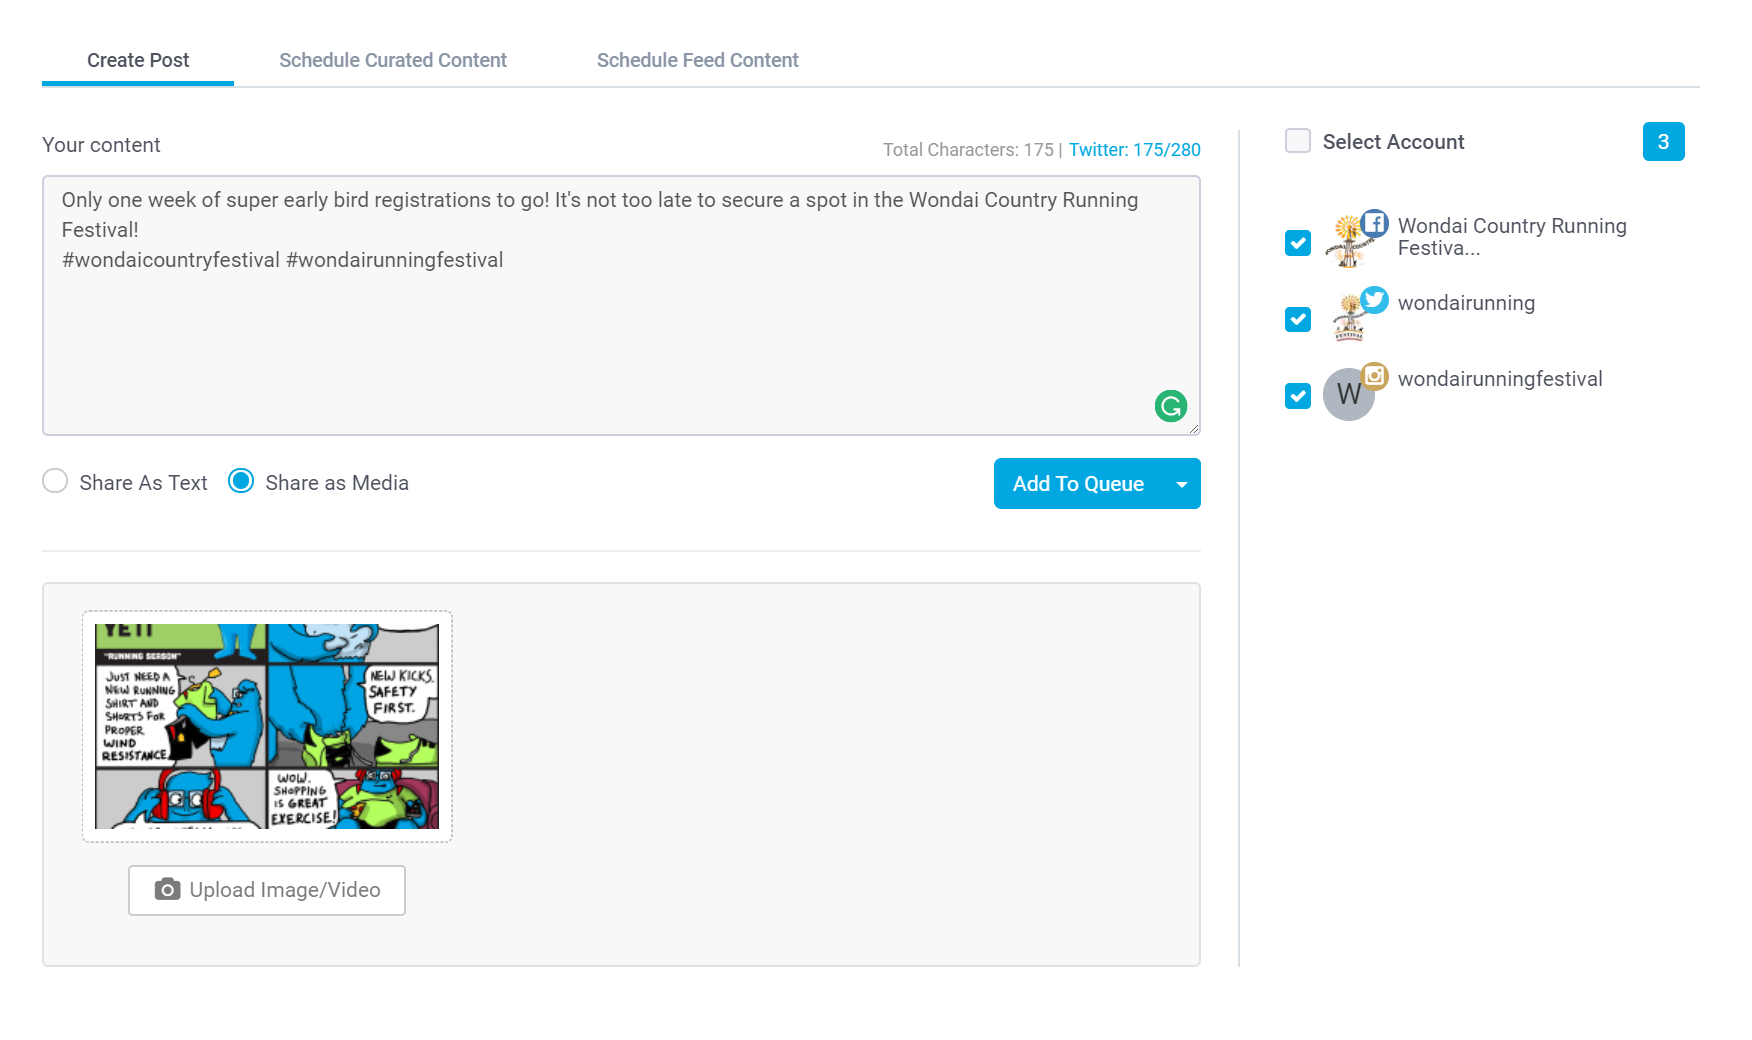 Create Post
Schedule Curated Content
Schedule Feed Content
Your content
Total Characters: 175 | Twitter: 175/280
Only one week of super early bird registrations to go! It's not too late to secure a spot in the Wondai Country Running
Festival!
#wondaicountryfestival #wondairunningfestival
Share As Text
Share as Media
Add To Queue
YETI
"RUNNING SEASON"
JUST NEED A
NEW RUNNING
SHIRT AND
SHORTS FOR
PROPER
WIND
RESISTANCE.
NEW KICKS.
SAFETY
FIRST.
WOW.
SHOPPING
IS GREAT
EXERCISE!
Upload Image/Video
Select Account
3
Wondai Country Running
Festiva...
wondairunning
FESTIVAL
W
wondairunningfestival